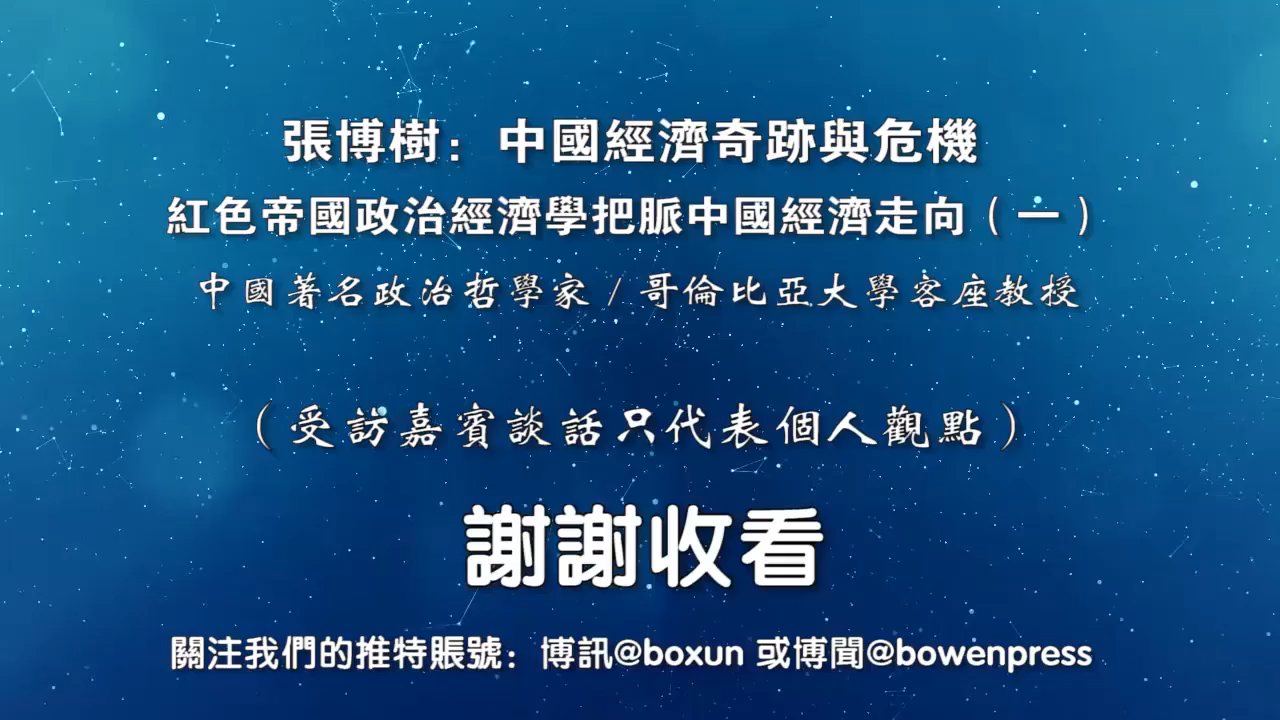 張博樹：中國經濟奇跡與危機
紅色帝國政治經濟學把脈中國經濟走向（一）
中國著名政治哲學家/哥倫比亞大學客座教授
（受訪嘉賓談話只代表個人觀點）
謝謝收看
關注我們的推特賬號：博訊@boxun 或博聞@bowenpress